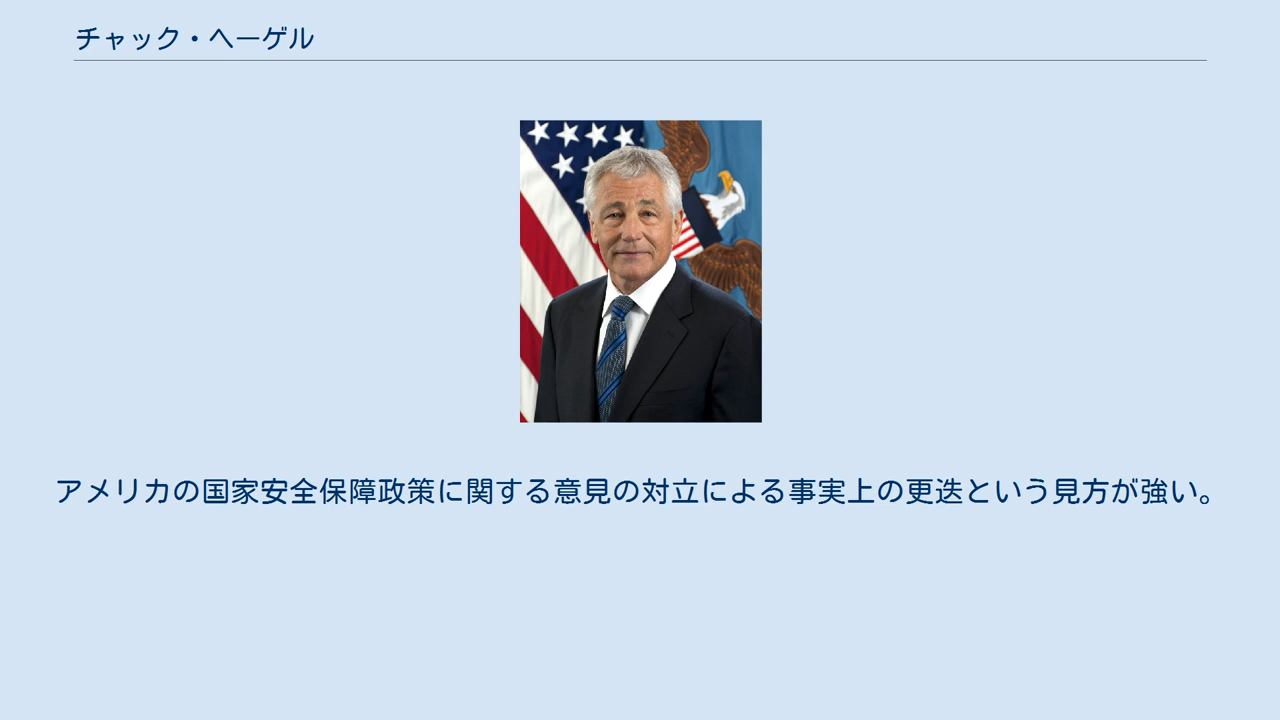 チャック・ヘーゲル
アメリカの国家安全保障政策に関する意見の対立による事実上の更迭という見方が強い。